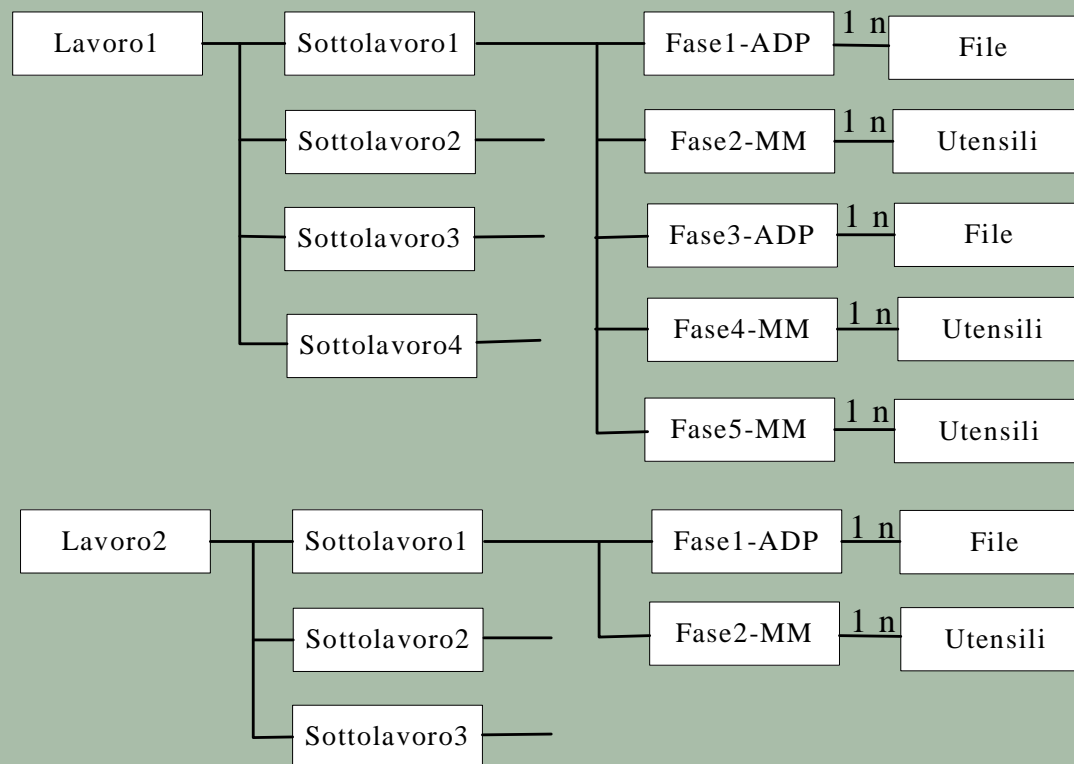 Lavoro1 Sottolavoro1 Fase1-ADP 1 n File
Sottolavoro2 Fase2-MM 1 n Utensili
Sottolavoro3 Fase3-ADP 1 n File
Sottolavoro4 Fase4-MM 1 n Utensili
Fase5-MM 1 n Utensili
Lavoro2 Sottolavoro1 Fase1-ADP 1 n File
Sottolavoro2 Fase2-MM 1 n Utensili
Sottolavoro3